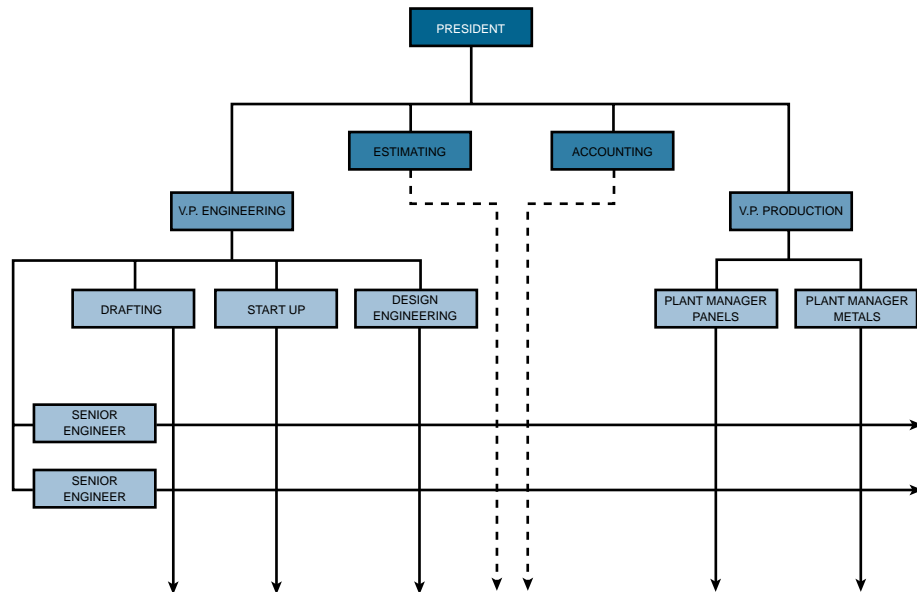 PRESIDENT
ESTIMATING
ACCOUNTING
V.P. ENGINEERING
V.P. PRODUCTION
DRAFTING
START UP
DESIGN
ENGINEERING
PLANT MANAGER
PANELS
PLANT MANAGER
METALS
SENIOR
ENGINEER
SENIOR
ENGINEER